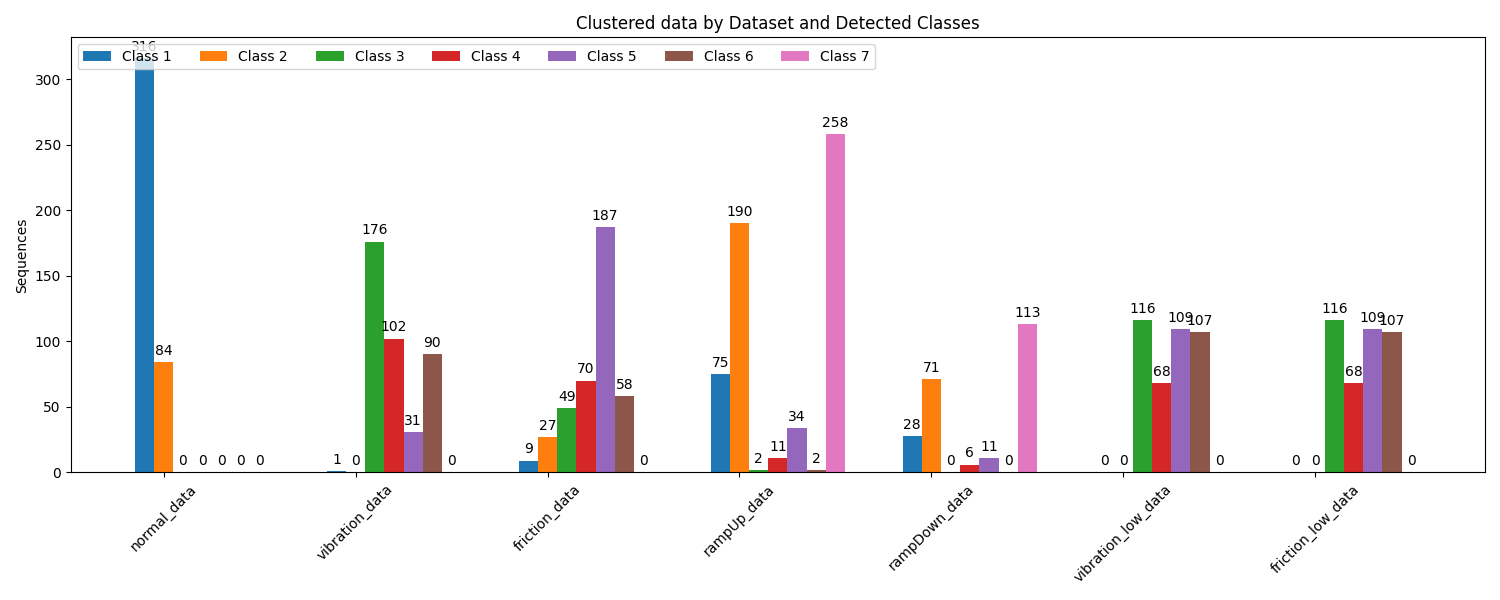 Clustered data by Dataset and Detected Classes
Class 1 Class 2 Class 3 Class 4 Class 5 Class 6 Class 7
Sequences
300
250
200
150
100
50
0
316 84 0 0 0 0 0
1 0 176 102 31 90 0
9 27 49 70 187 58 0
75 190 2 11 34 2 258
28 71 0 6 11 0 113
0 0 116 68 109 107 0
0 0 116 68 109 107 0
normal_data
vibration_data
friction_data
rampUp_data
rampDown_data
vibration_low_data
friction_low_data